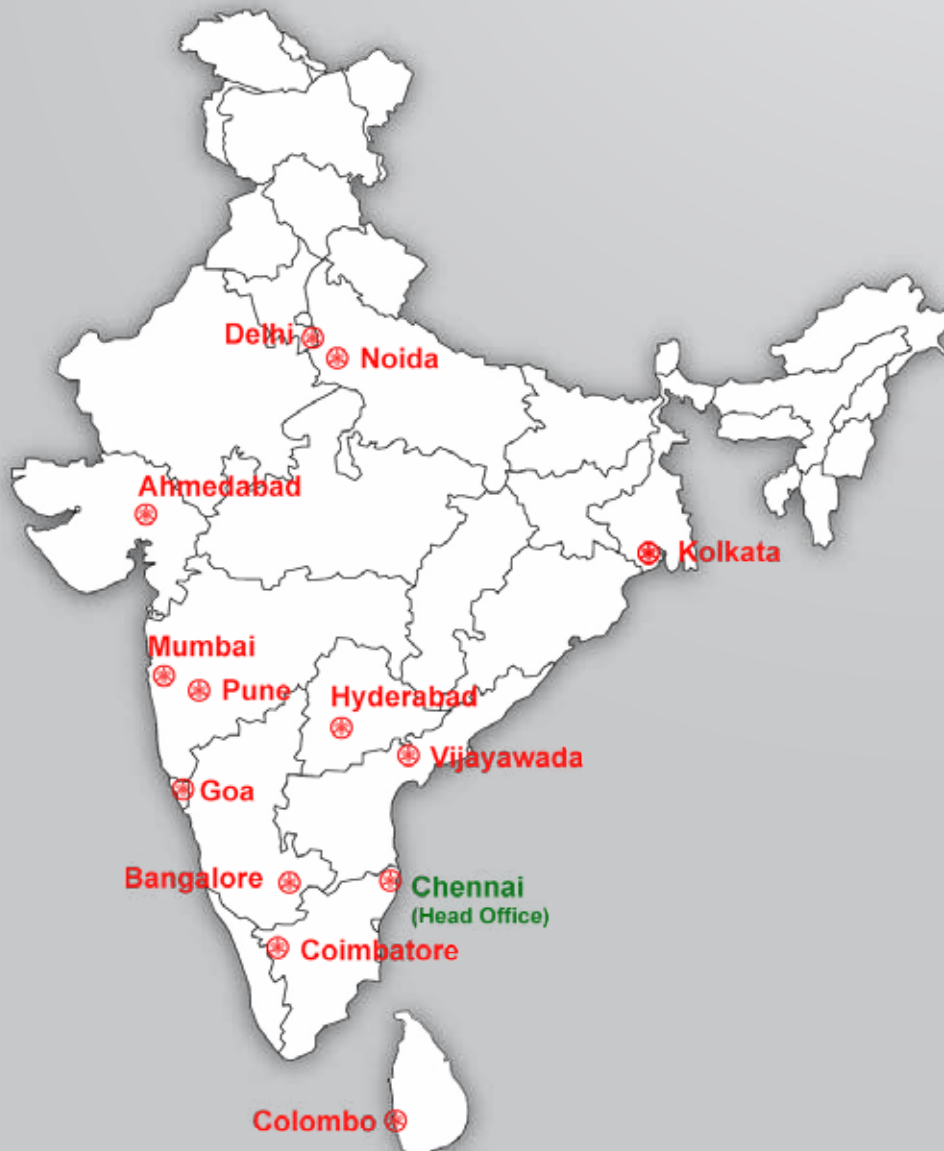 Delhi
Noida
Ahmedabad
Kolkata
Mumbai
Pune
Hyderabad
Vijayawada
Goa
Bangalore
Chennai
(Head Office)
Coimbatore
Colombo